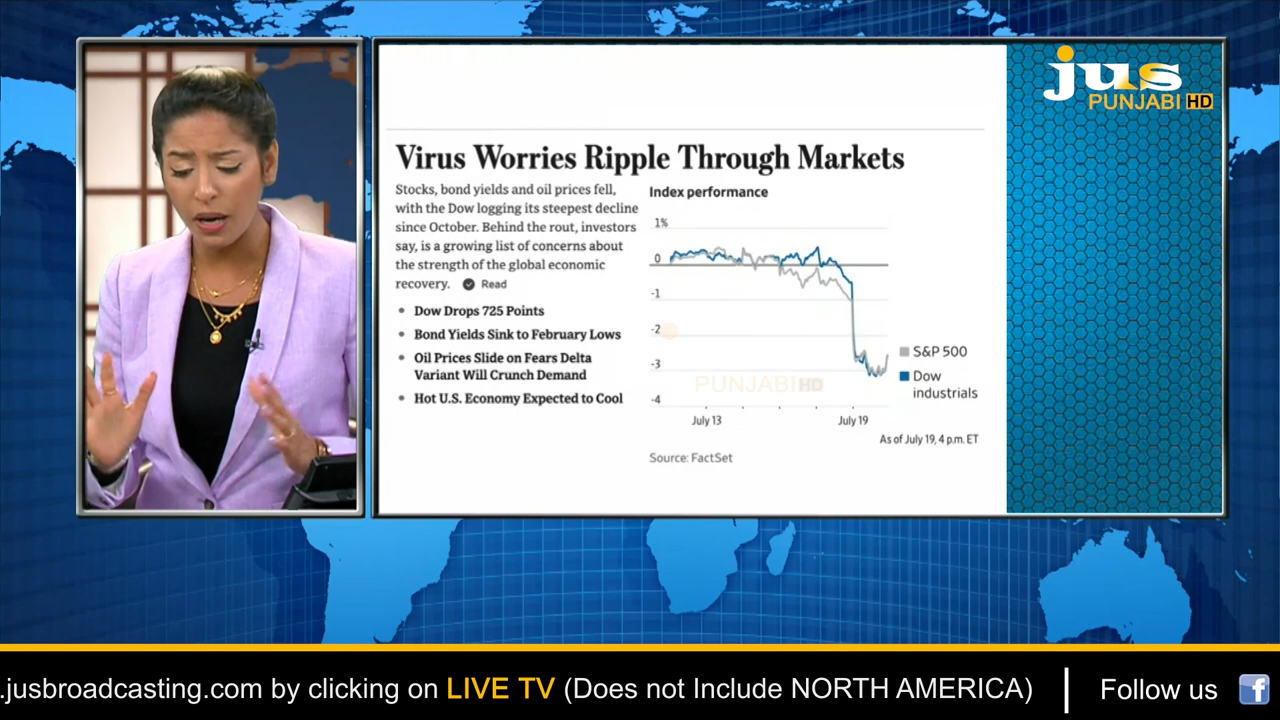 jus
PUNJABI HD
Virus Worries Ripple Through Markets
Stocks, bond yields and oil prices fell,
with the Dow logging its steepest decline
since October. Behind the rout, investors
say, is a growing list of concerns about
the strength of the global economic
recovery. Read
• Dow Drops 725 Points
• Bond Yields Sink to February Lows
• Oil Prices Slide on Fears Delta
Variant Will Crunch Demand
• Hot U.S. Economy Expected to Cool
Index performance
1%
0
-1
-2
-3
-4
PUNJABI HD
July 13
July 19
S&P 500
Dow
industrials
As of July 19, 4 p.m. ET
Source: FactSet
.jusbroadcasting.com by clicking on LIVE TV (Does not Include NORTH AMERICA) | Follow us f